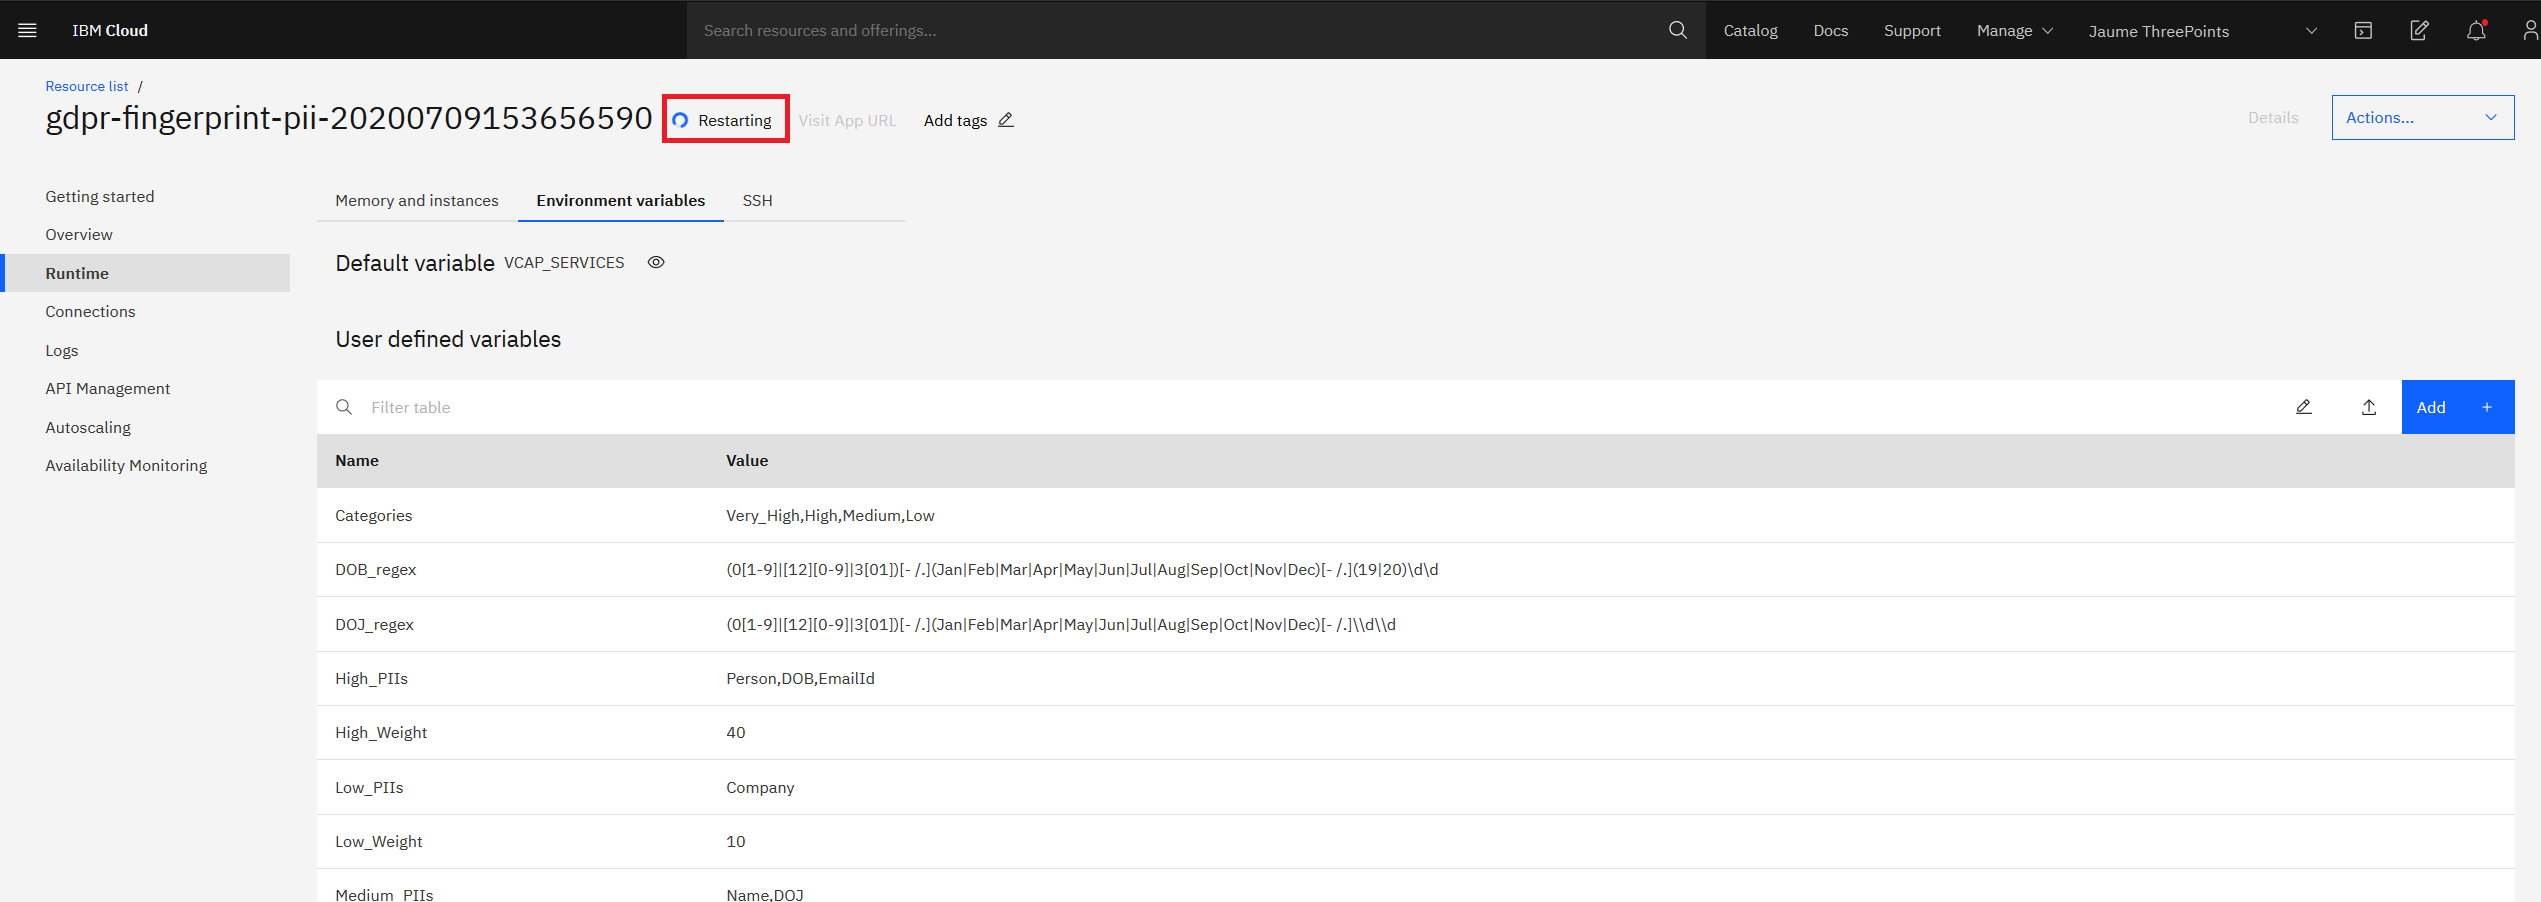 IBM Cloud
Search resources and offerings...
Catalog
Docs
Support
Manage
Jaume ThreePoints
Resource list /
gdpr-fingerprint-pii-20200709153656590
Restarting
Visit App URL
Add tags
Details
Actions...
Getting started
Overview
Runtime
Connections
Logs
API Management
Autoscaling
Availability Monitoring
Memory and instances
Environment variables
SSH
Default variable VCAP_SERVICES
User defined variables
Filter table
Add +
Name Value
Categories Very_High,High,Medium,Low
DOB_regex (0[1-9]|[12][0-9]|3[01])[- /.](Jan|Feb|Mar|Apr|May|Jun|Jul|Aug|Sep|Oct|Nov|Dec)[- /.](19|20)\d\d
DOJ_regex (0[1-9]|[12][0-9]|3[01])[- /.](Jan|Feb|Mar|Apr|May|Jun|Jul|Aug|Sep|Oct|Nov|Dec)[- /.]\\d\\d
High_PIIs Person,DOB,EmailId
High_Weight 40
Low_PIIs Company
Low_Weight 10
Medium_PIIs Name,DOJ